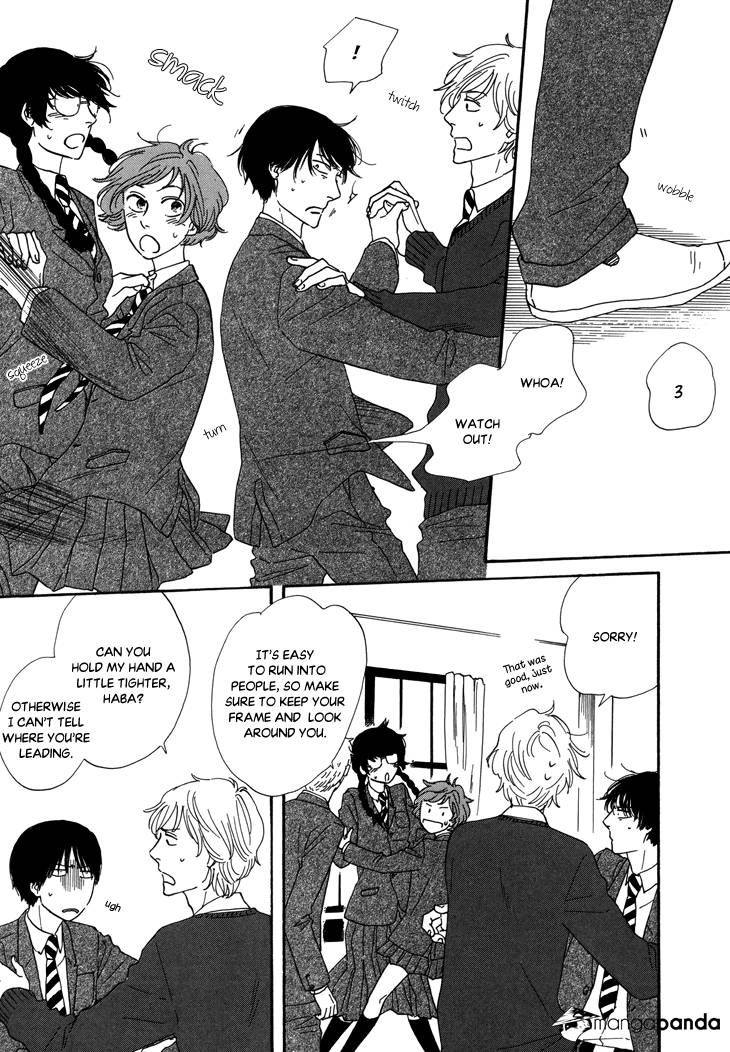 wobble
3
twitch
!
smack
WHOA!
WATCH
OUT!
turn
squeeze
SORRY!
That was
good, just
now.
IT'S EASY
TO RUN INTO
PEOPLE, SO MAKE
SURE TO KEEP YOUR
FRAME AND LOOK
AROUND YOU.
CAN YOU
HOLD MY HAND A
LITTLE TIGHTER,
HABA?
OTHERWISE
I CAN'T TELL
WHERE YOU'RE
LEADING.
ugh
mangapanda